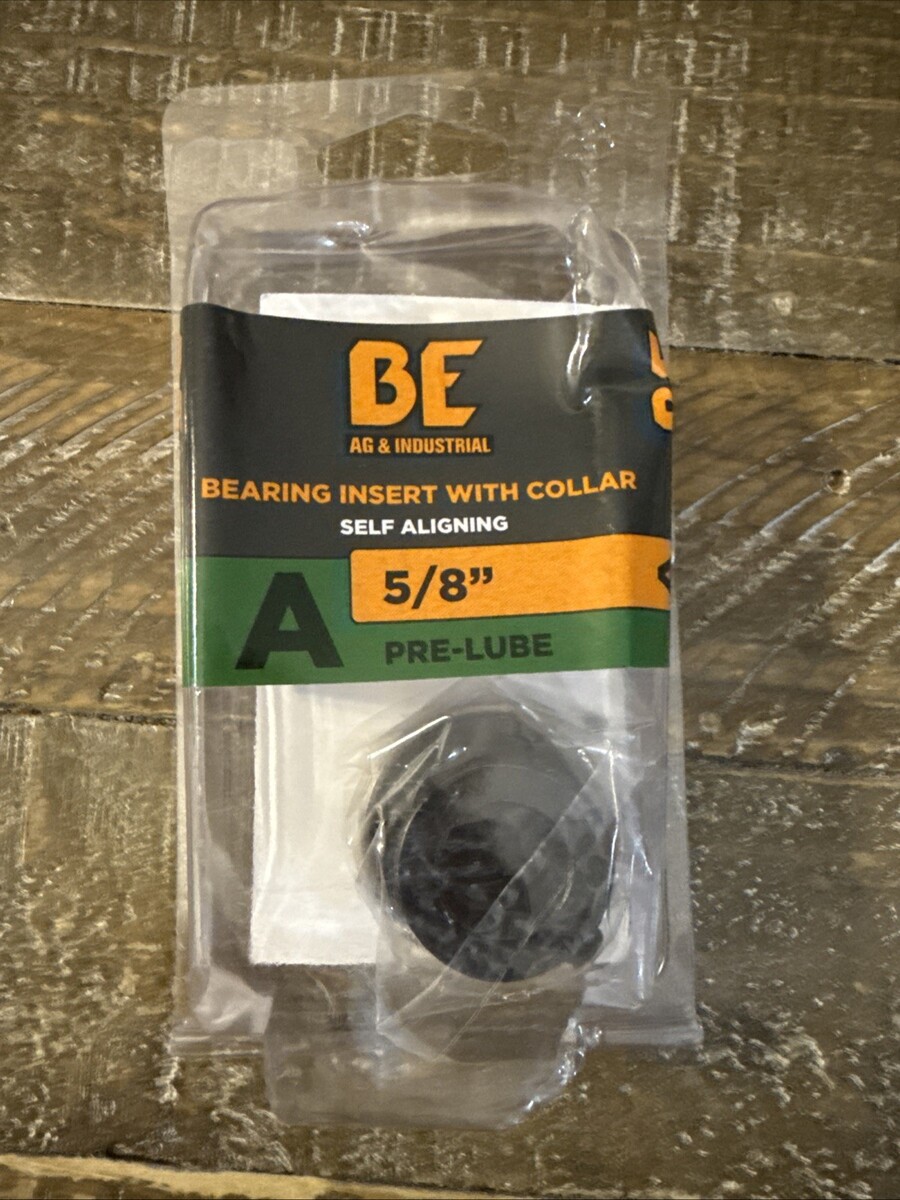 BE
AG & INDUSTRIAL
BEARING INSERT WITH COLLAR
SELF ALIGNING
A
5/8”
PRE-LUBE